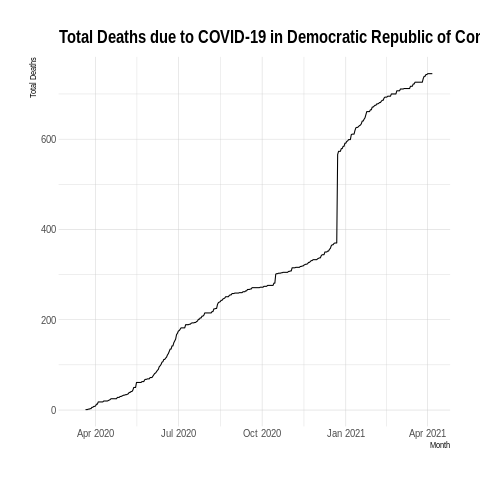 Total Deaths due to COVID-19 in Democratic Republic of Cor
Total Deaths
600
400
200
0
Apr 2020 Jul 2020 Oct 2020 Jan 2021 Apr 2021
Month